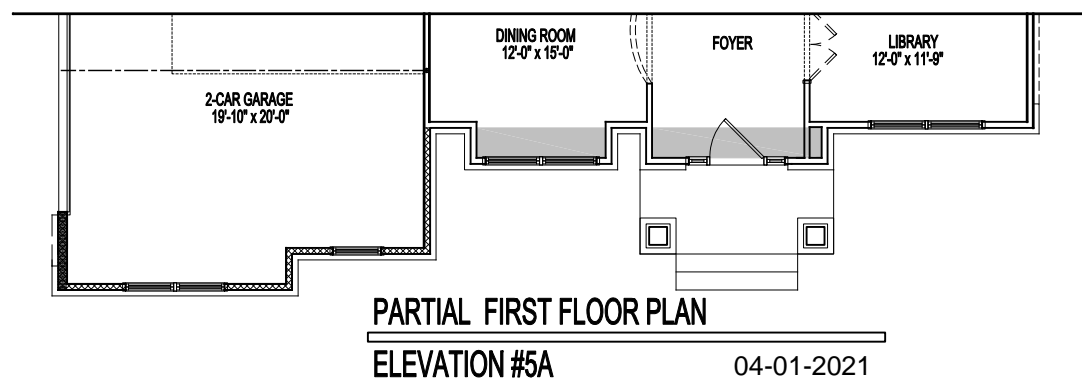 DINING ROOM
12'-0" x 15'-0"
FOYER
LIBRARY
12'-0" x 11'-9"
2-CAR GARAGE
19'-10" x 20'-0"
PARTIAL FIRST FLOOR PLAN
ELEVATION #5A
04-01-2021